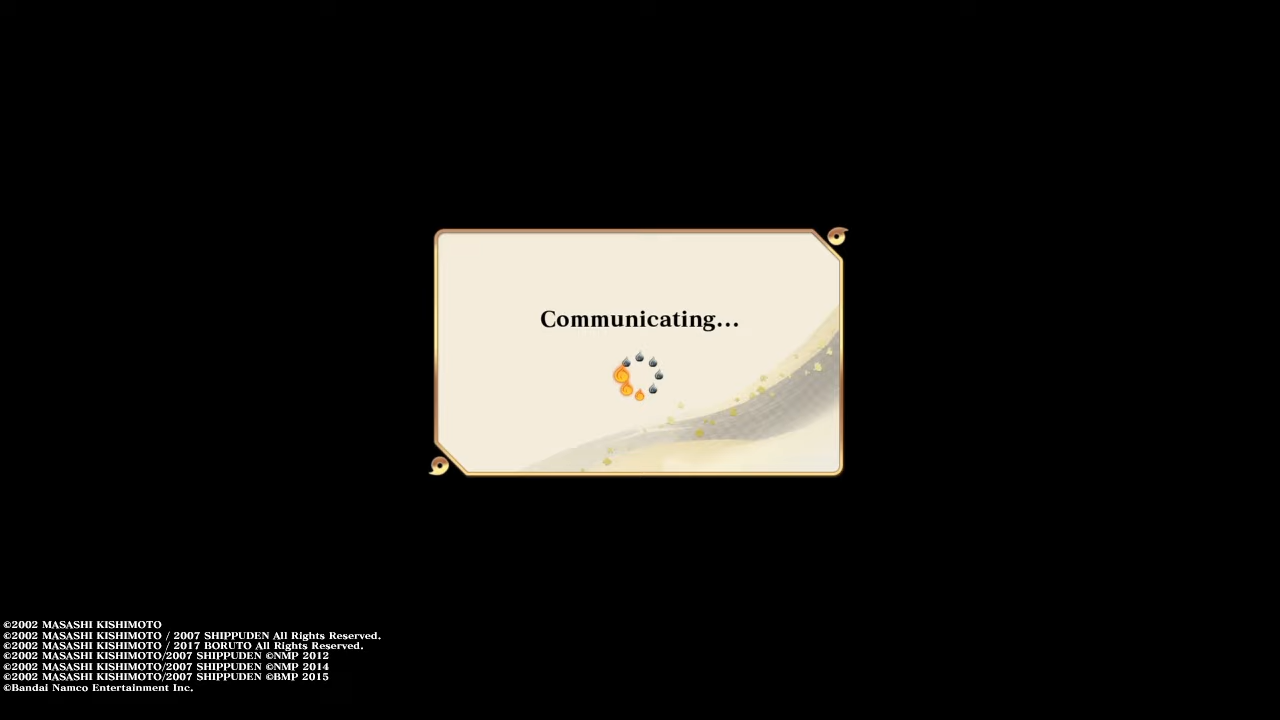 Communicating...
©2002 MASASHI KISHIMOTO
©2002 MASASHI KISHIMOTO / 2007 SHIPPUDEN All Rights Reserved.
©2002 MASASHI KISHIMOTO / 2017 BORUTO All Rights Reserved.
©2002 MASASHI KISHIMOTO/2007 SHIPPUDEN ©NMP 2012
©2002 MASASHI KISHIMOTO/2007 SHIPPUDEN ©NMP 2014
©2002 MASASHI KISHIMOTO/2007 SHIPPUDEN ©BMP 2015
©Bandai Namco Entertainment Inc.